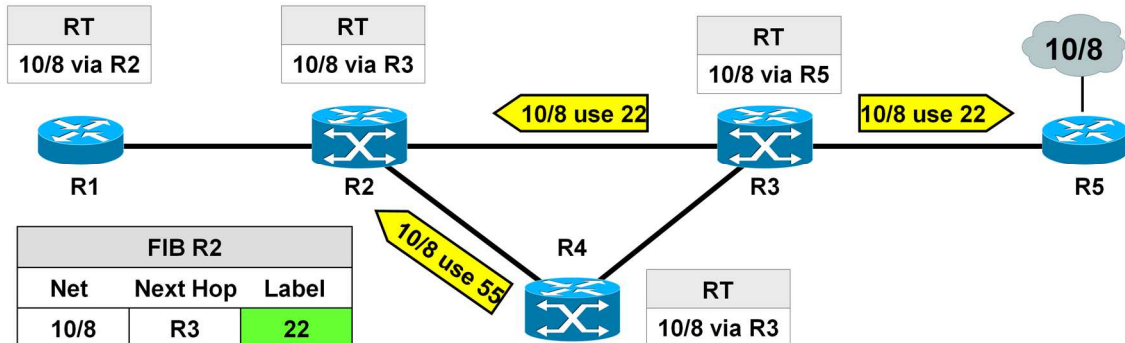 RT
10/8 via R2
RT
10/8 via R3
RT
10/8 via R5
10/8
10/8 use 22
10/8 use 22
R1
R2
R3
R5
10/8 use 55
R4
FIB R2
Net Next Hop Label
10/8 R3 22
RT
10/8 via R3